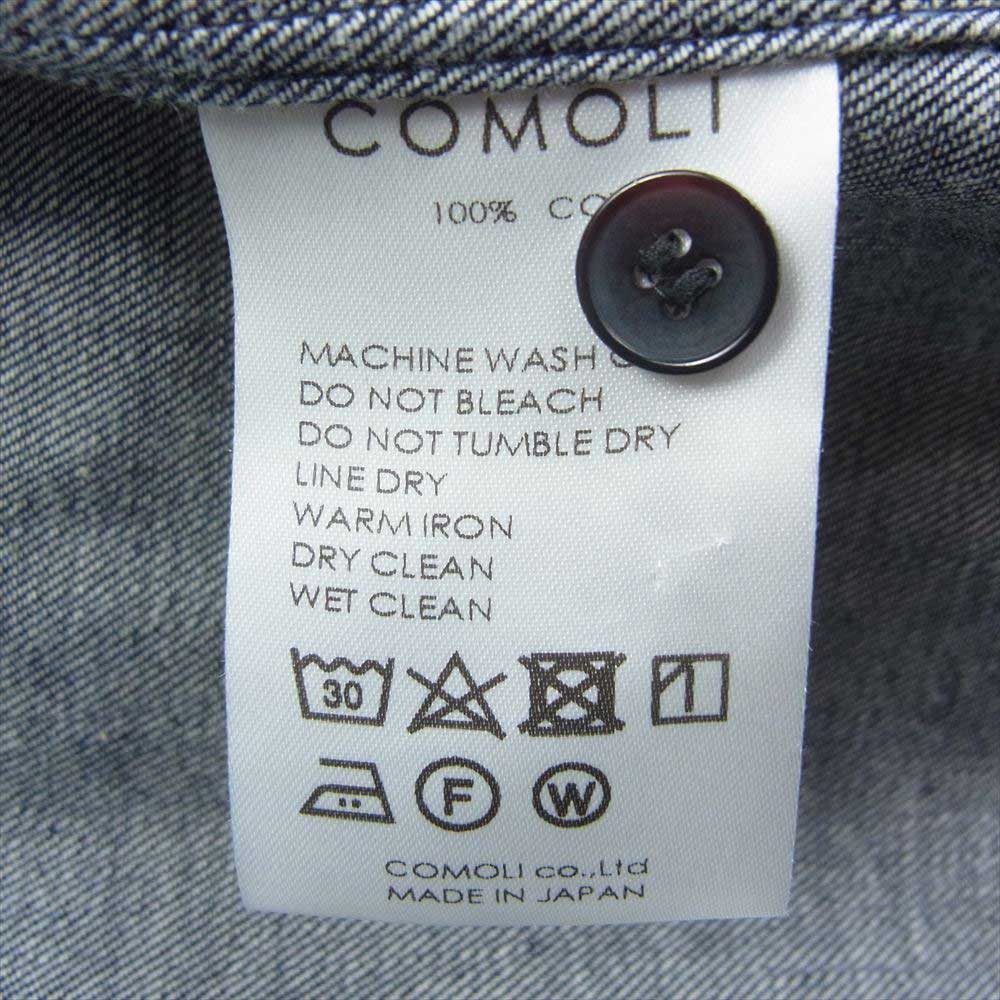 COMOLI
100%
MACHINE WASH
DO NOT BLEACH
DO NOT TUMBLE DRY
LINE DRY
WARM IRON
DRY CLEAN
WET CLEAN
30
F W
COMOLI co.,Ltd
MADE IN JAPAN